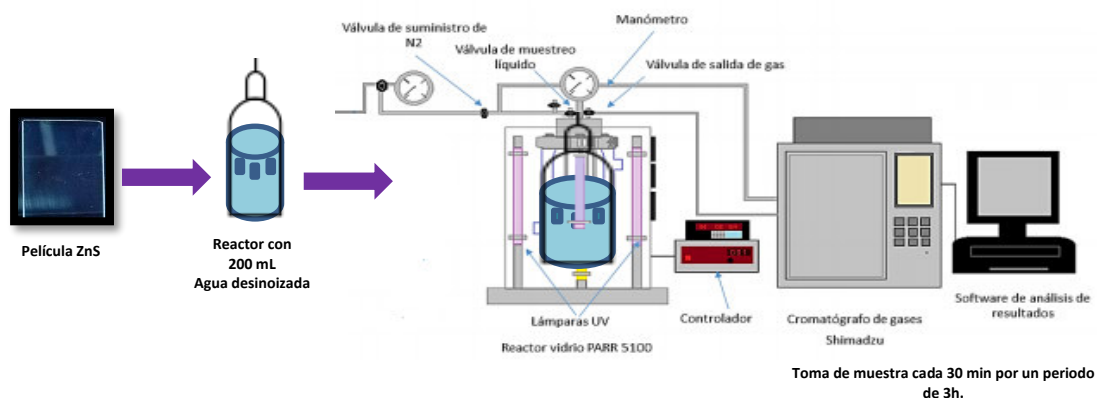 Válvula de suministro de
N2
Válvula de muestreo
líquido
Manómetro
Válvula de salida de gas
Película ZnS
Reactor con
200 mL
Agua desinoizada
Lámparas UV
Reactor vidrio PARR 5100
Controlador
Cromatógrafo de gases
Shimadzu
Software de análisis de
resultados
Toma de muestra cada 30 min por un periodo
de 3h.